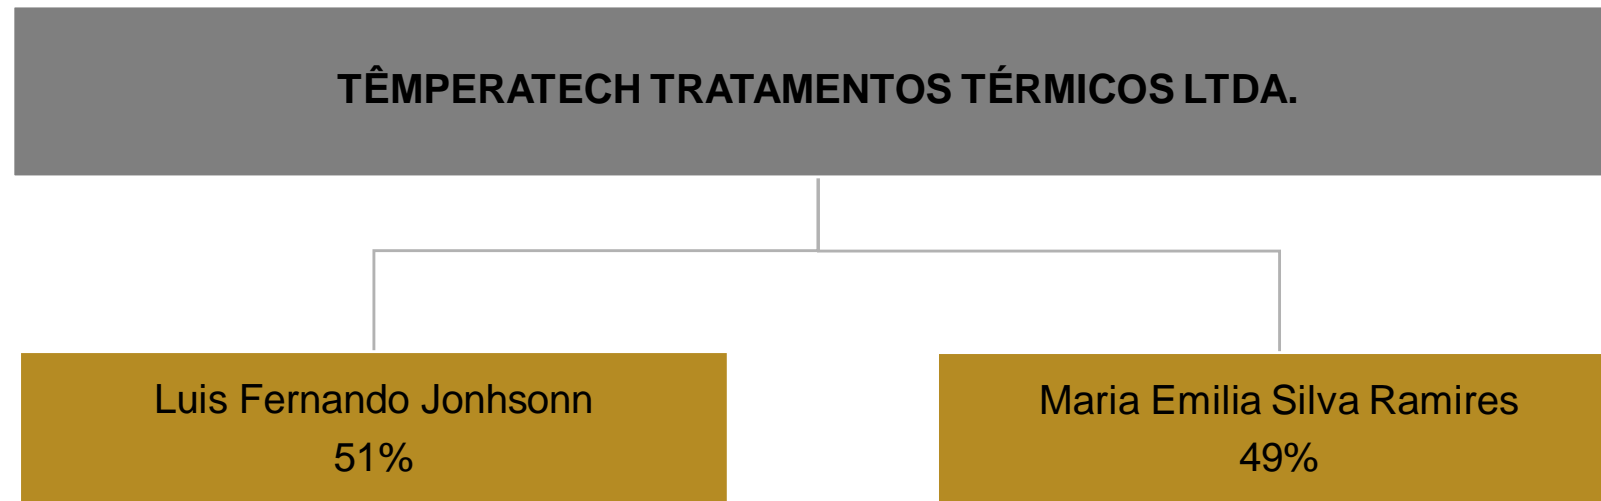 TÊMPERATECH TRATAMENTOS TÉRMICOS LTDA.
Luis Fernando Jonhsonn
51%
Maria Emilia Silva Ramires
49%